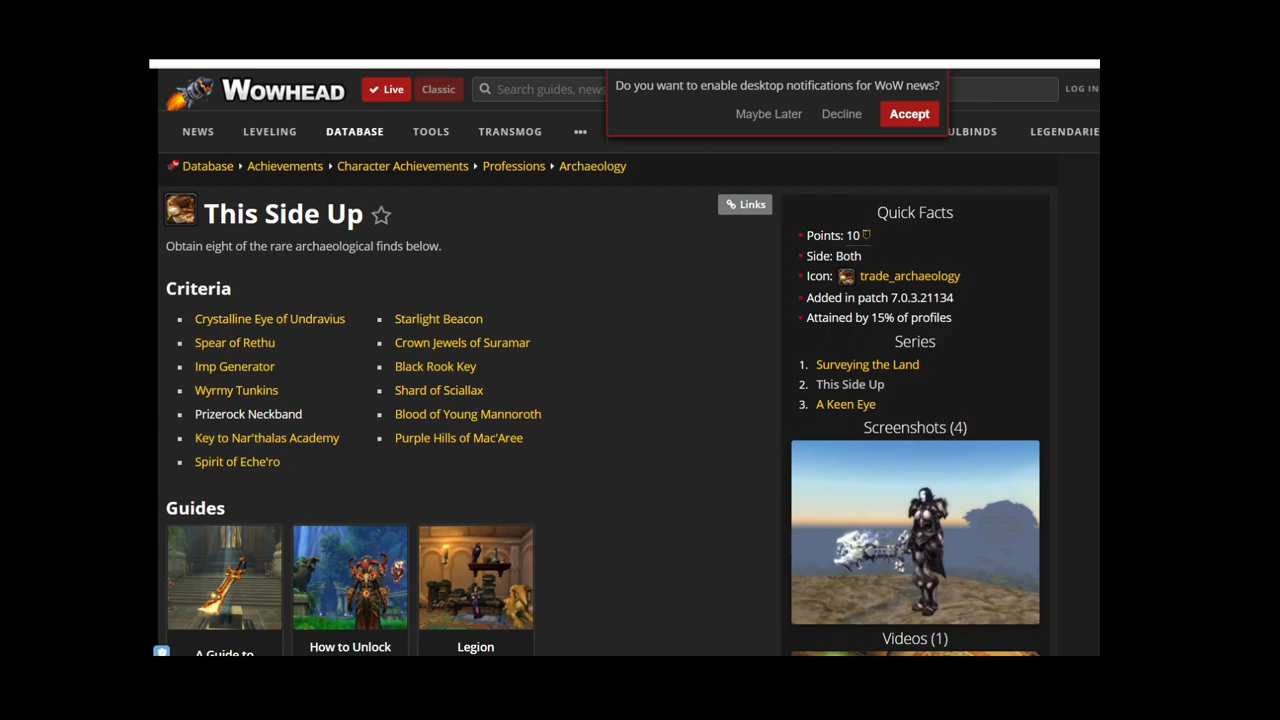 WOWHEAD
Live
Classic
Search guides, news
Do you want to enable desktop notifications for WoW news?
Maybe Later
Decline
Accept
LOG IN
NEWS
LEVELING
DATABASE
TOOLS
TRANSMOG
•••
ULBINDS
LEGENDARIE
Database
Achievements
Character Achievements
Professions
Archaeology
This Side Up
Links
Obtain eight of the rare archaeological finds below.
Criteria
Crystalline Eye of Undravius
Spear of Rethu
Imp Generator
Wyrmy Tunkins
Prizerock Neckband
Key to Nar'thalas Academy
Spirit of Eche'ro
Starlight Beacon
Crown Jewels of Suramar
Black Rook Key
Shard of Sciallax
Blood of Young Mannoroth
Purple Hills of Mac'Aree
Guides
A Guide to
How to Unlock
Legion
Quick Facts
Points: 10
Side: Both
Icon: trade_archaeology
Added in patch 7.0.3.21134
Attained by 15% of profiles
Series
1. Surveying the Land
2. This Side Up
3. A Keen Eye
Screenshots (4)
Videos (1)